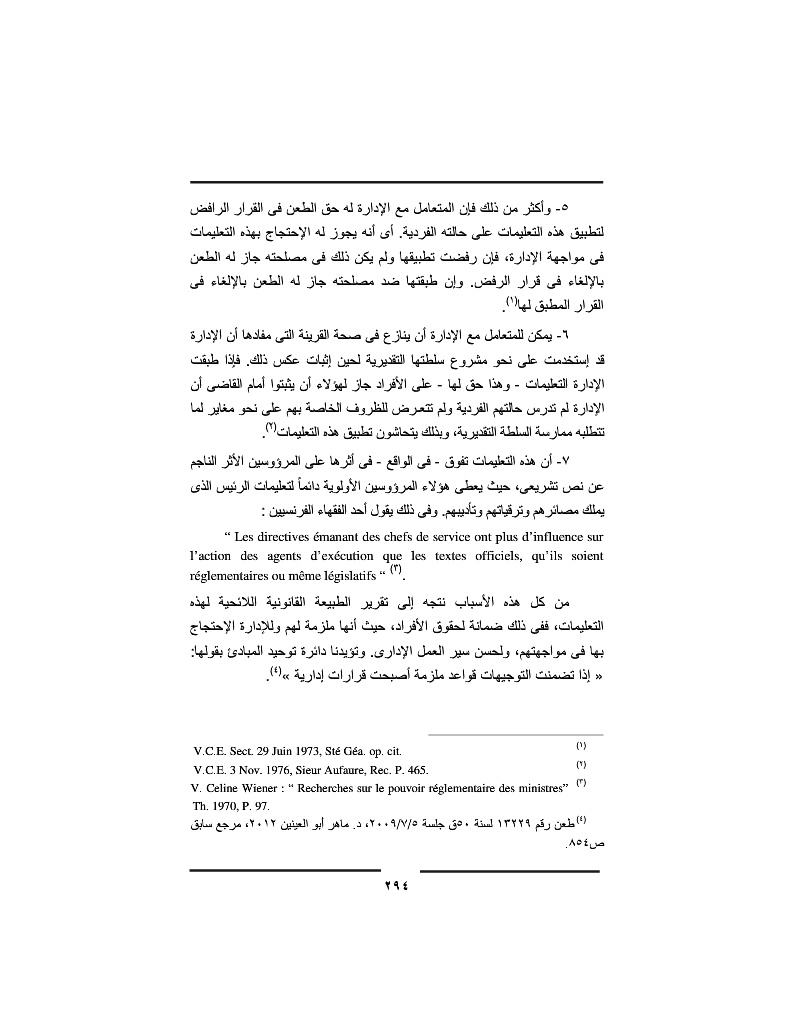 ٥- وأكثر من ذلك فإن المتعامل مع الإدارة له حق الطعن فى القرار الرافض
لتطبيق هذه التعليمات على حالته الفردية. أى أنه يجوز له الإحتجاج بهذه التعليمات
فى مواجهة الإدارة، فإن رفضت تطبيقها ولم يكن ذلك فى مصلحته جاز له الطعن
بالإلغاء فى قرار الرفض. وإن طبقتها ضد مصلحته جاز له الطعن بالإلغاء فى
القرار المطبق لها(١).
٦- يمكن للمتعامل مع الإدارة أن ينازع فى صحة القرينة التى مفادها أن الإدارة
قد إستخدمت على نحو مشروع سلطتها التقديرية لحين إثبات عكس ذلك. فإذا طبقت
الإدارة التعليمات - وهذا حق لها - على الأفراد جاز لهؤلاء أن يثبتوا أمام القاضى أن
الإدارة لم تدرس حالتهم الفردية ولم تتعرض للظروف الخاصة بهم على نحو مغاير لما
تتطلبه ممارسة السلطة التقديرية، وبذلك يتحاشون تطبيق هذه التعليمات(٢).
٧- أن هذه التعليمات تفوق - فى الواقع - فى أثرها على المرؤوسين الأثر الناجم
عن نص تشريعى، حيث يعطى هؤلاء المرؤوسين الأولوية دائماً لتعليمات الرئيس الذى
يملك مصائرهم وترقياتهم وتأديبهم. وفى ذلك يقول أحد الفقهاء الفرنسيين :
“ Les directives émanant des chefs de service ont plus d’influence sur
l’action des agents d’exécution que les textes officiels, qu’ils soient
réglementaires ou même législatifs “ (٣).
من كل هذه الأسباب نتجه إلى تقرير الطبيعة القانونية اللائحية لهذه
التعليمات، ففى ذلك ضمانة لحقوق الأفراد، حيث أنها ملزمة لهم وللإدارة الإحتجاج
بها فى مواجهتهم، ولحسن سير العمل الإدارى. وتؤيدنا دائرة توحيد المبادئ بقولها:
« إذا تضمنت التوجيهات قواعد ملزمة أصبحت قرارات إدارية »(٤).
(١) V.C.E. Sect. 29 Juin 1973, Sté Géa. op. cit.
(٢) V.C.E. 3 Nov. 1976, Sieur Aufaure, Rec. P. 465.
(٣) V. Celine Wiener : “ Recherches sur le pouvoir réglementaire des ministres”
Th. 1970, P. 97.
(٤) طعن رقم ١٣٢٢٩ لسنة ٥٠ق جلسة ٢٠٠٩/٧/٥، د. ماهر أبو العينين ٢٠١٢، مرجع سابق
ص٨٥٤.
٢٩٤